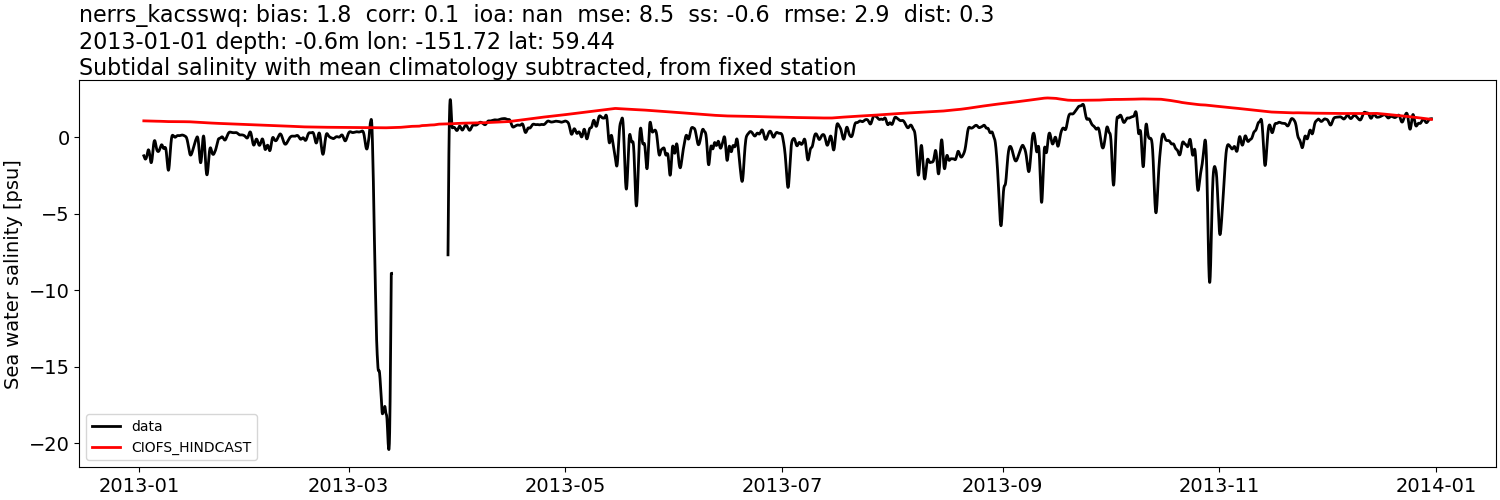 nerrs_kacsswq: bias: 1.8  corr: 0.1  ioa: nan  mse: 8.5  ss: -0.6  rmse: 2.9  dist: 0.3
2013-01-01 depth: -0.6m lon: -151.72 lat: 59.44
Subtidal salinity with mean climatology subtracted, from fixed station
Sea water salinity [psu]
0
−5
−10
−15
−20
data
CIOFS_HINDCAST
2013-01 2013-03 2013-05 2013-07 2013-09 2013-11 2014-01